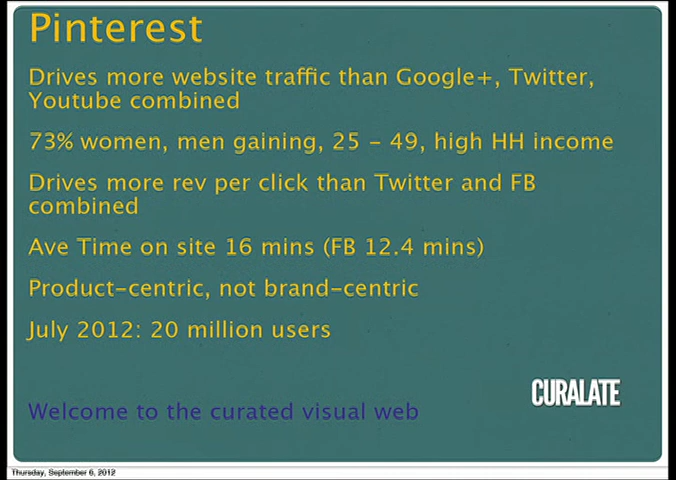 Pinterest
Drives more website traffic than Google+, Twitter,
Youtube combined
73% women, men gaining, 25 – 49, high HH income
Drives more rev per click than Twitter and FB
combined
Ave Time on site 16 mins (FB 12.4 mins)
Product-centric, not brand-centric
July 2012: 20 million users
CURALATE
Welcome to the curated visual web
Thursday, September 6, 2012